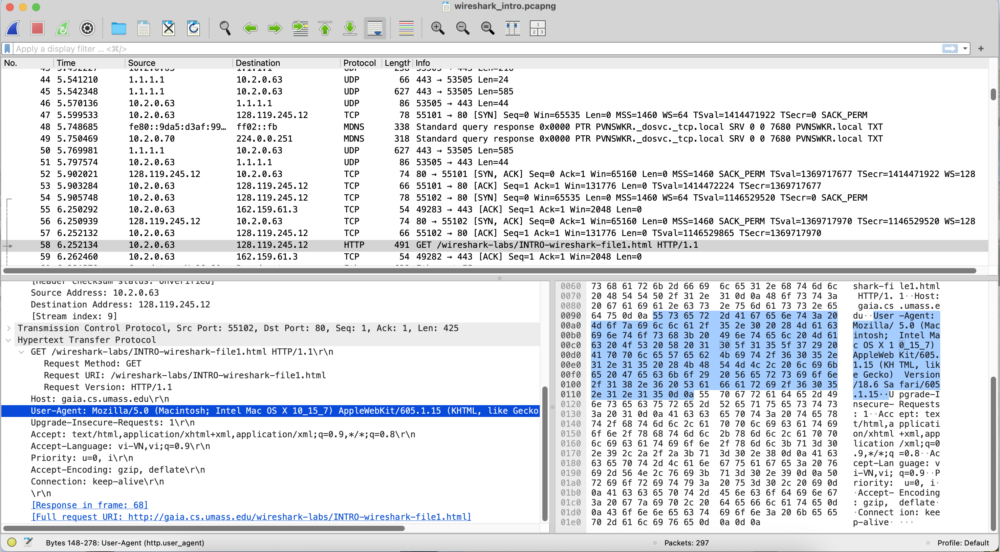 wireshark_intro.pcapng
Apply a display filter ... <⌘/>
No. Time Source Destination Protocol Length Info
44 5.541210 1.1.1.1 10.2.0.63 UDP 66 443 → 53505 Len=24
45 5.542348 1.1.1.1 10.2.0.63 UDP 627 443 → 53505 Len=585
46 5.570136 10.2.0.63 1.1.1.1 UDP 86 53505 → 443 Len=44
47 5.599533 10.2.0.63 128.119.245.12 TCP 78 55101 → 80 [SYN] Seq=0 Win=65535 Len=0 MSS=1460 WS=64 TSval=1414471922 TSecr=0 SACK_PERM
48 5.748685 fe80::9da5:d3af:99… ff02::fb MDNS 338 Standard query response 0x0000 PTR PVNSWKR._dosvc._tcp.local SRV 0 0 7680 PVNSWKR.local TXT
49 5.750469 10.2.0.70 224.0.0.251 MDNS 318 Standard query response 0x0000 PTR PVNSWKR._dosvc._tcp.local SRV 0 0 7680 PVNSWKR.local TXT
50 5.769981 1.1.1.1 10.2.0.63 UDP 627 443 → 53505 Len=585
51 5.797574 10.2.0.63 1.1.1.1 UDP 86 53505 → 443 Len=44
52 5.902021 128.119.245.12 10.2.0.63 TCP 74 80 → 55101 [SYN, ACK] Seq=0 Ack=1 Win=65160 Len=0 MSS=1460 SACK_PERM TSval=1369717677 TSecr=1414471922 WS=128
53 5.903284 10.2.0.63 128.119.245.12 TCP 66 55101 → 80 [ACK] Seq=1 Ack=1 Win=131776 Len=0 TSval=1414472224 TSecr=1369717677
54 5.905748 10.2.0.63 128.119.245.12 TCP 78 55102 → 80 [SYN] Seq=0 Win=65535 Len=0 MSS=1460 WS=64 TSval=1146529520 TSecr=0 SACK_PERM
55 6.250292 10.2.0.63 162.159.61.3 TCP 54 49283 → 443 [ACK] Seq=1 Ack=1 Win=2048 Len=0
56 6.250939 128.119.245.12 10.2.0.63 TCP 74 80 → 55102 [SYN, ACK] Seq=0 Ack=1 Win=65160 Len=0 MSS=1460 SACK_PERM TSval=1369717970 TSecr=1146529520 WS=128
57 6.252132 10.2.0.63 128.119.245.12 TCP 66 55102 → 80 [ACK] Seq=1 Ack=1 Win=131776 Len=0 TSval=1146529865 TSecr=1369717970
58 6.252134 10.2.0.63 128.119.245.12 HTTP 491 GET /wireshark-labs/INTRO-wireshark-file1.html HTTP/1.1
59 6.262460 10.2.0.63 162.159.61.3 TCP 54 49282 → 443 [ACK] Seq=1 Ack=1 Win=2048 Len=0
[Header checksum status: Unverified]
Source Address: 10.2.0.63
Destination Address: 128.119.245.12
[Stream index: 9]
Transmission Control Protocol, Src Port: 55102, Dst Port: 80, Seq: 1, Ack: 1, Len: 425
Hypertext Transfer Protocol
GET /wireshark-labs/INTRO-wireshark-file1.html HTTP/1.1\r\n
Request Method: GET
Request URI: /wireshark-labs/INTRO-wireshark-file1.html
Request Version: HTTP/1.1
Host: gaia.cs.umass.edu\r\n
User-Agent: Mozilla/5.0 (Macintosh; Intel Mac OS X 10_15_7) AppleWebKit/605.1.15 (KHTML, like Gecko
Upgrade-Insecure-Requests: 1\r\n
Accept: text/html,application/xhtml+xml,application/xml;q=0.9,*/*;q=0.8\r\n
Accept-Language: vi-VN,vi;q=0.9\r\n
Priority: u=0, i\r\n
Accept-Encoding: gzip, deflate\r\n
Connection: keep-alive\r\n
\r\n
[Response in frame: 68]
[Full request URI: http://gaia.cs.umass.edu/wireshark-labs/INTRO-wireshark-file1.html]
0060 73 68 61 72 6b 2d 66 69 6c 65 31 2e 68 74 6d 6c shark-fi le1.html
0070 20 48 54 54 50 2f 31 2e 31 0d 0a 48 6f 73 74 3a HTTP/1. 1··Host:
0080 20 67 61 69 61 2e 63 73 2e 75 6d 61 73 73 2e 65 gaia.cs .umass.e
0090 64 75 0d 0a 55 73 65 72 2d 41 67 65 6e 74 3a 20 du··User -Agent:
00a0 4d 6f 7a 69 6c 6c 61 2f 35 2e 30 20 28 4d 61 63 Mozilla/ 5.0 (Mac
00b0 69 6e 74 6f 73 68 3b 20 49 6e 74 65 6c 20 4d 61 intosh; Intel Ma
00c0 63 20 4f 53 20 58 20 31 30 5f 31 35 5f 37 29 20 c OS X 1 0_15_7)
00d0 41 70 70 6c 65 57 65 62 4b 69 74 2f 36 30 35 2e AppleWeb Kit/605.
00e0 31 2e 31 35 20 28 4b 48 54 4d 4c 2c 20 6c 69 6b 1.15 (KH TML, lik
00f0 65 20 47 65 63 6b 6f 29 20 56 65 72 73 69 6f 6e e Gecko) Version
0100 2f 31 38 2e 36 20 53 61 66 61 72 69 2f 36 30 35 /18.6 Sa fari/605
0110 2e 31 2e 31 35 0d 0a 55 70 67 72 61 64 65 2d 49 .1.15··U pgrade-I
0120 6e 73 65 63 75 72 65 2d 52 65 71 75 65 73 74 73 nsecure- Requests
0130 3a 20 31 0d 0a 41 63 63 65 70 74 3a 20 74 65 78 : 1··Acc ept: tex
0140 74 2f 68 74 6d 6c 2c 61 70 70 6c 69 63 61 74 69 t/html,a pplicati
0150 6f 6e 2f 78 68 74 6d 6c 2b 78 6d 6c 2c 61 70 70 on/xhtml +xml,app
0160 6c 69 63 61 74 69 6f 6e 2f 78 6d 6c 3b 71 3d 30 lication /xml;q=0
0170 2e 39 2c 2a 2f 2a 3b 71 3d 30 2e 38 0d 0a 41 63 .9,*/*;q =0.8··Ac
0180 63 65 70 74 2d 4c 61 6e 67 75 61 67 65 3a 20 76 cept-Lan guage: v
0190 69 2d 56 4e 2c 76 69 3b 71 3d 30 2e 39 0d 0a 50 i-VN,vi; q=0.9··P
01a0 72 69 6f 72 69 74 79 3a 20 75 3d 30 2c 20 69 0d riority: u=0, i·
01b0 0a 41 63 63 65 70 74 2d 45 6e 63 6f 64 69 6e 67 ·Accept- Encoding
01c0 3a 20 67 7a 69 70 2c 20 64 65 66 6c 61 74 65 0d : gzip, deflate·
01d0 0a 43 6f 6e 6e 65 63 74 69 6f 6e 3a 20 6b 65 65 ·Connect ion: kee
01e0 70 2d 61 6c 69 76 65 0d 0a 0d 0a p-alive· ···
Bytes 148-278: User-Agent (http.user_agent)
Packets: 297
Profile: Default